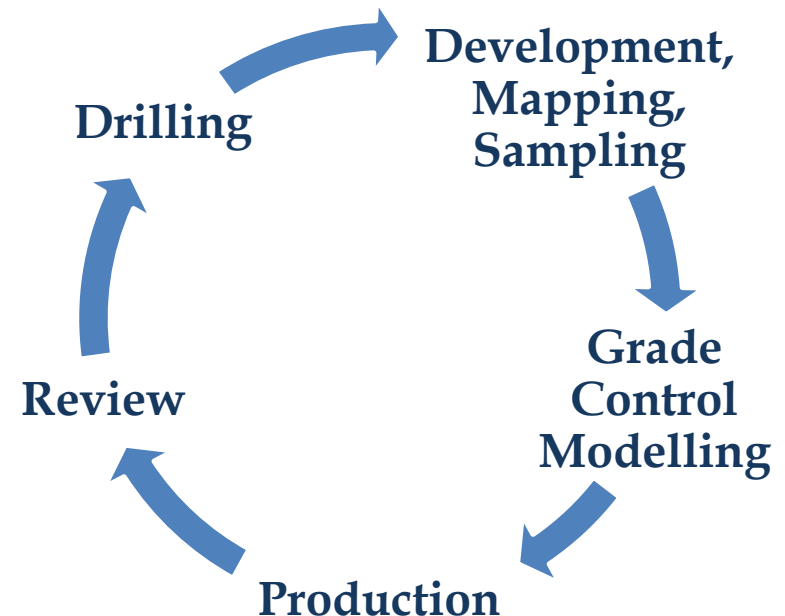 Drilling
Development,
Mapping,
Sampling
Grade
Control
Modelling
Production
Review